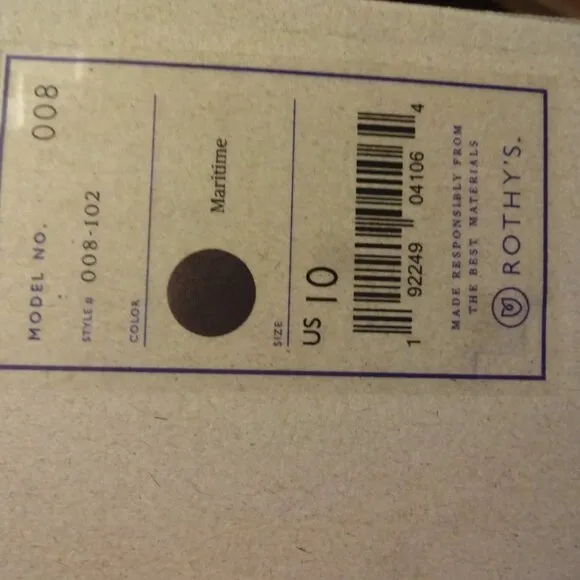 MODEL NO. 008
STYLE# 008-102
COLOR
Maritime
SIZE
US 10
1 92249 04106 4
MADE RESPONSIBLY FROM
THE BEST MATERIALS
ROTHY'S.